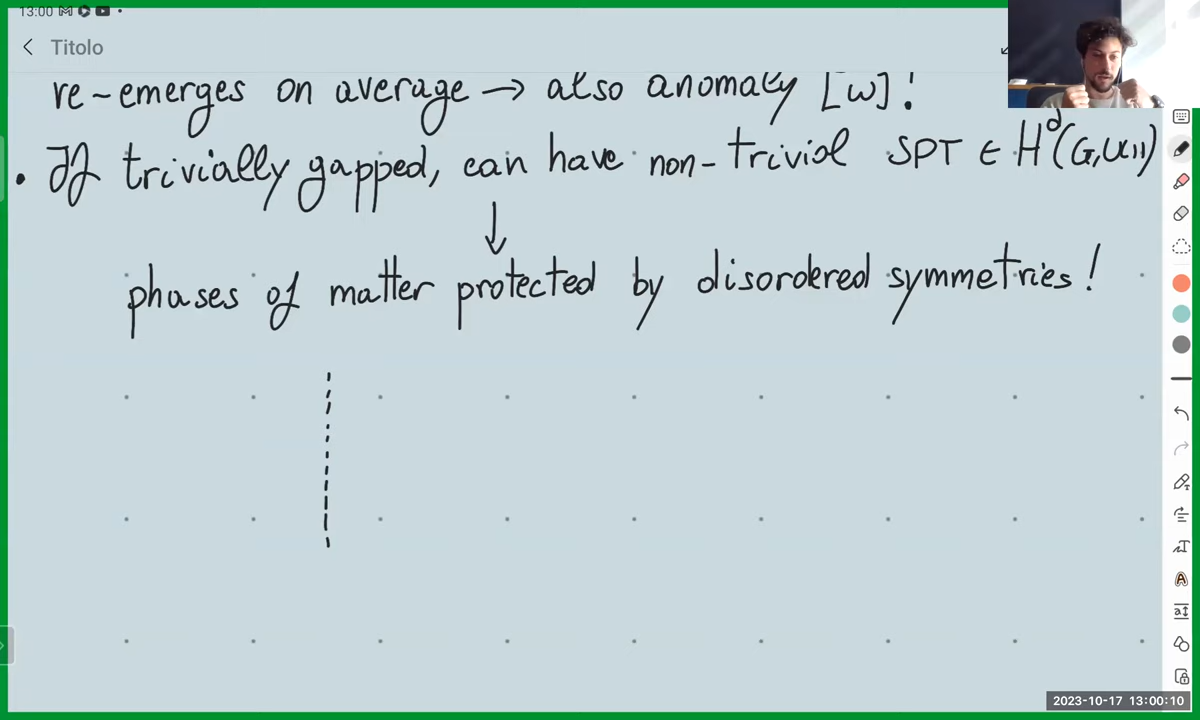 13:00
Titolo
re-emerges on average → also anomaly [ω]!
• If trivially gapped, can have non-trivial SPT ∈ H^d(G,U(1))
↓
phases of matter protected by disordered symmetries!
2023-10-17 13:00:10